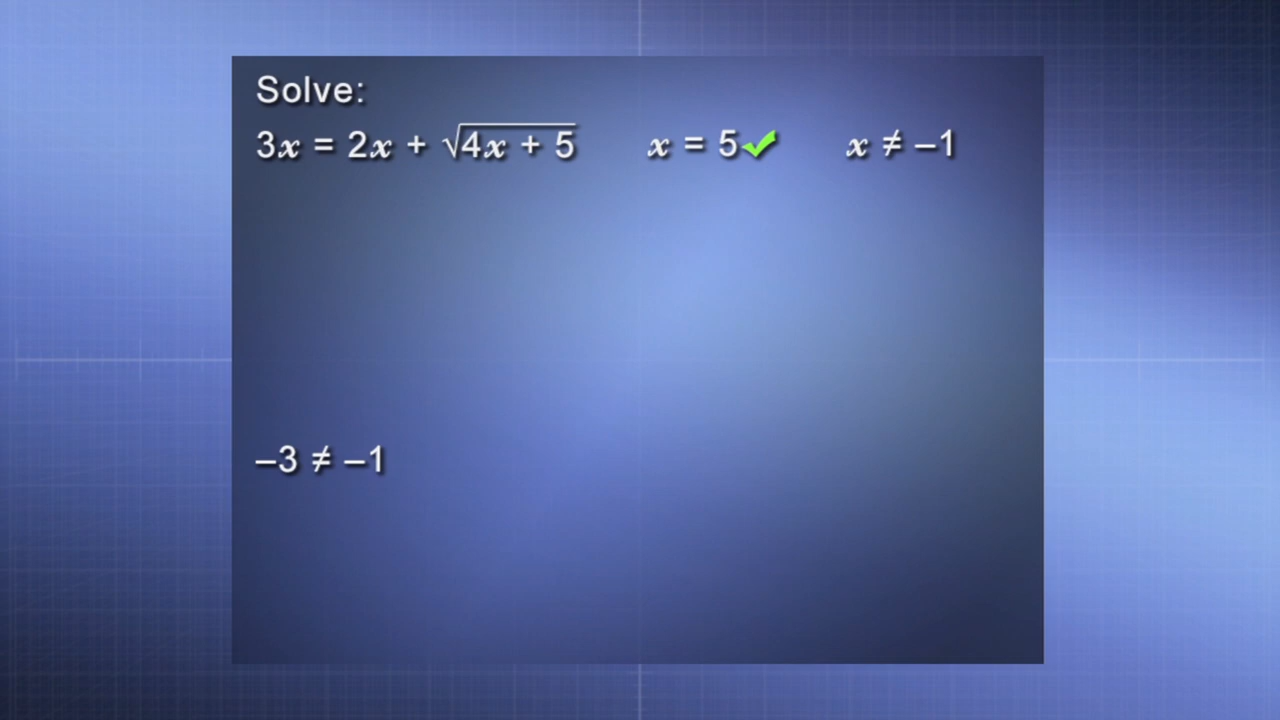 Solve:
3x = 2x + √4x + 5 x = 5✓ x ≠ –1
–3 ≠ –1